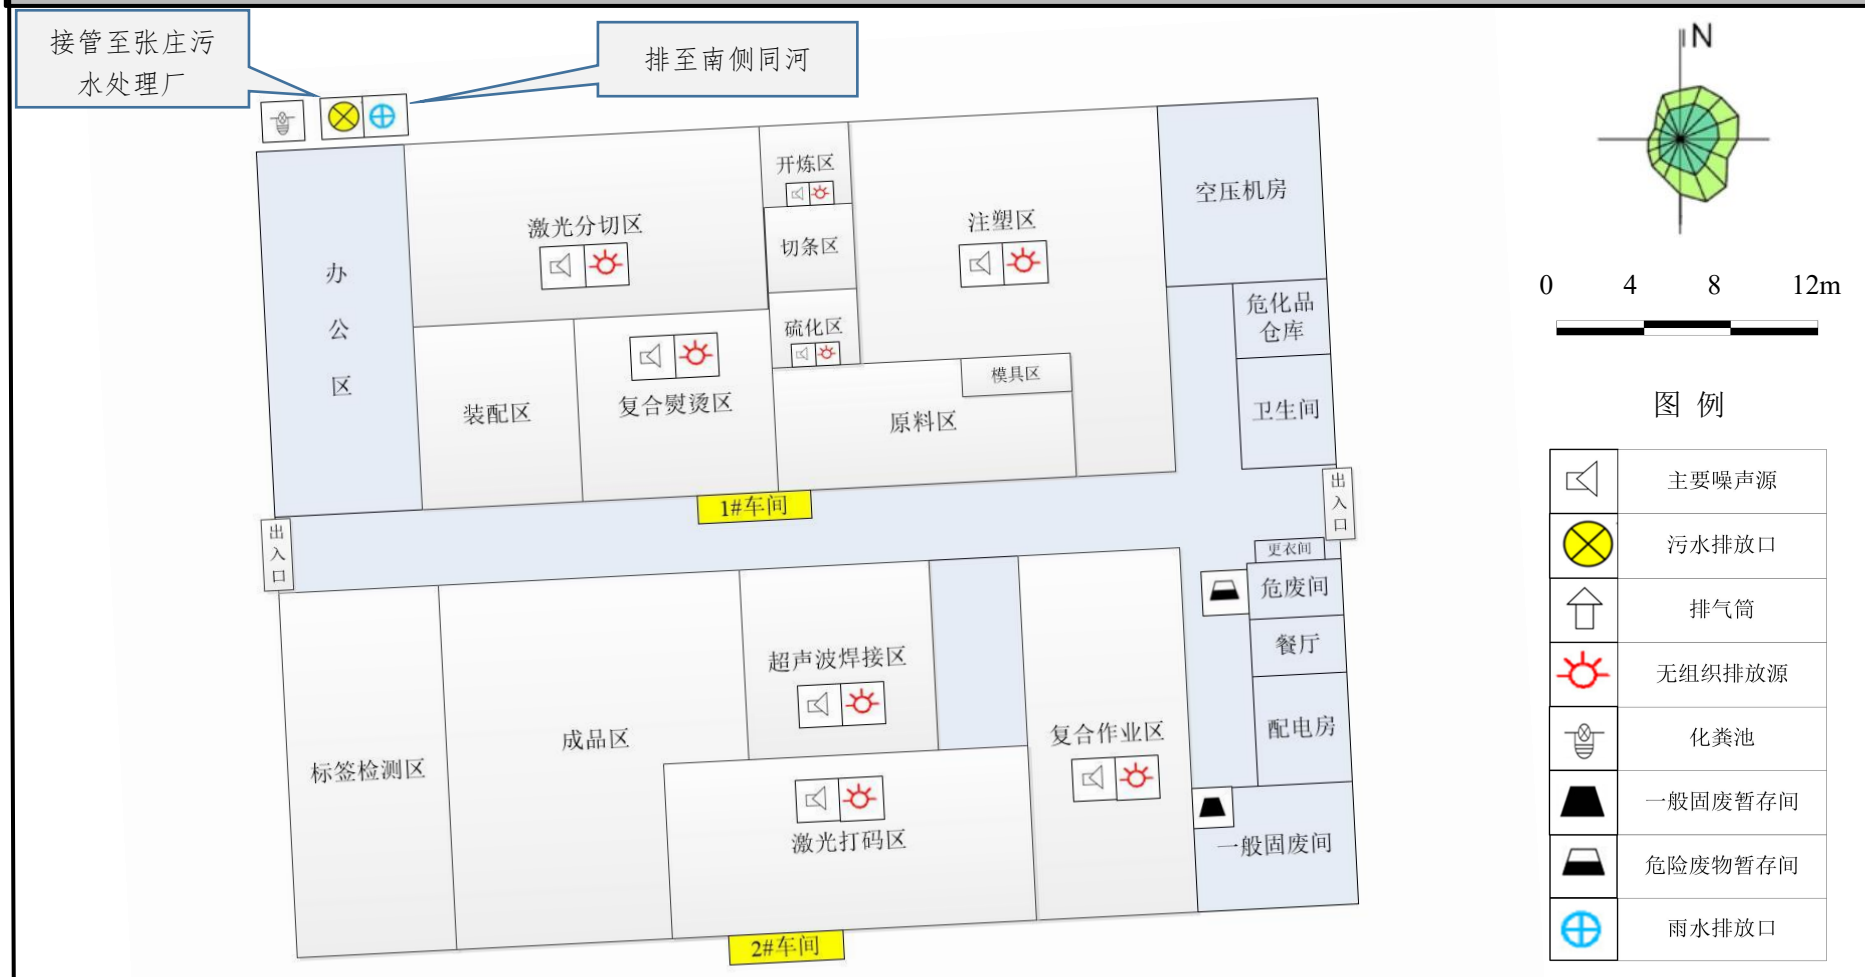 接管至张庄污
水处理厂
排至南侧同河
N
0 4 8 12m
图 例
主要噪声源
污水排放口
排气筒
无组织排放源
化粪池
一般固废暂存间
危险废物暂存间
雨水排放口
办
公
区
激光分切区
开炼区
切条区
硫化区
注塑区
空压机房
危化品
仓库
卫生间
装配区
复合熨烫区
原料区
模具区
1#车间
出
入
口
出
入
口
更衣间
危废间
餐厅
配电房
一般固废间
标签检测区
成品区
超声波焊接区
激光打码区
复合作业区
2#车间